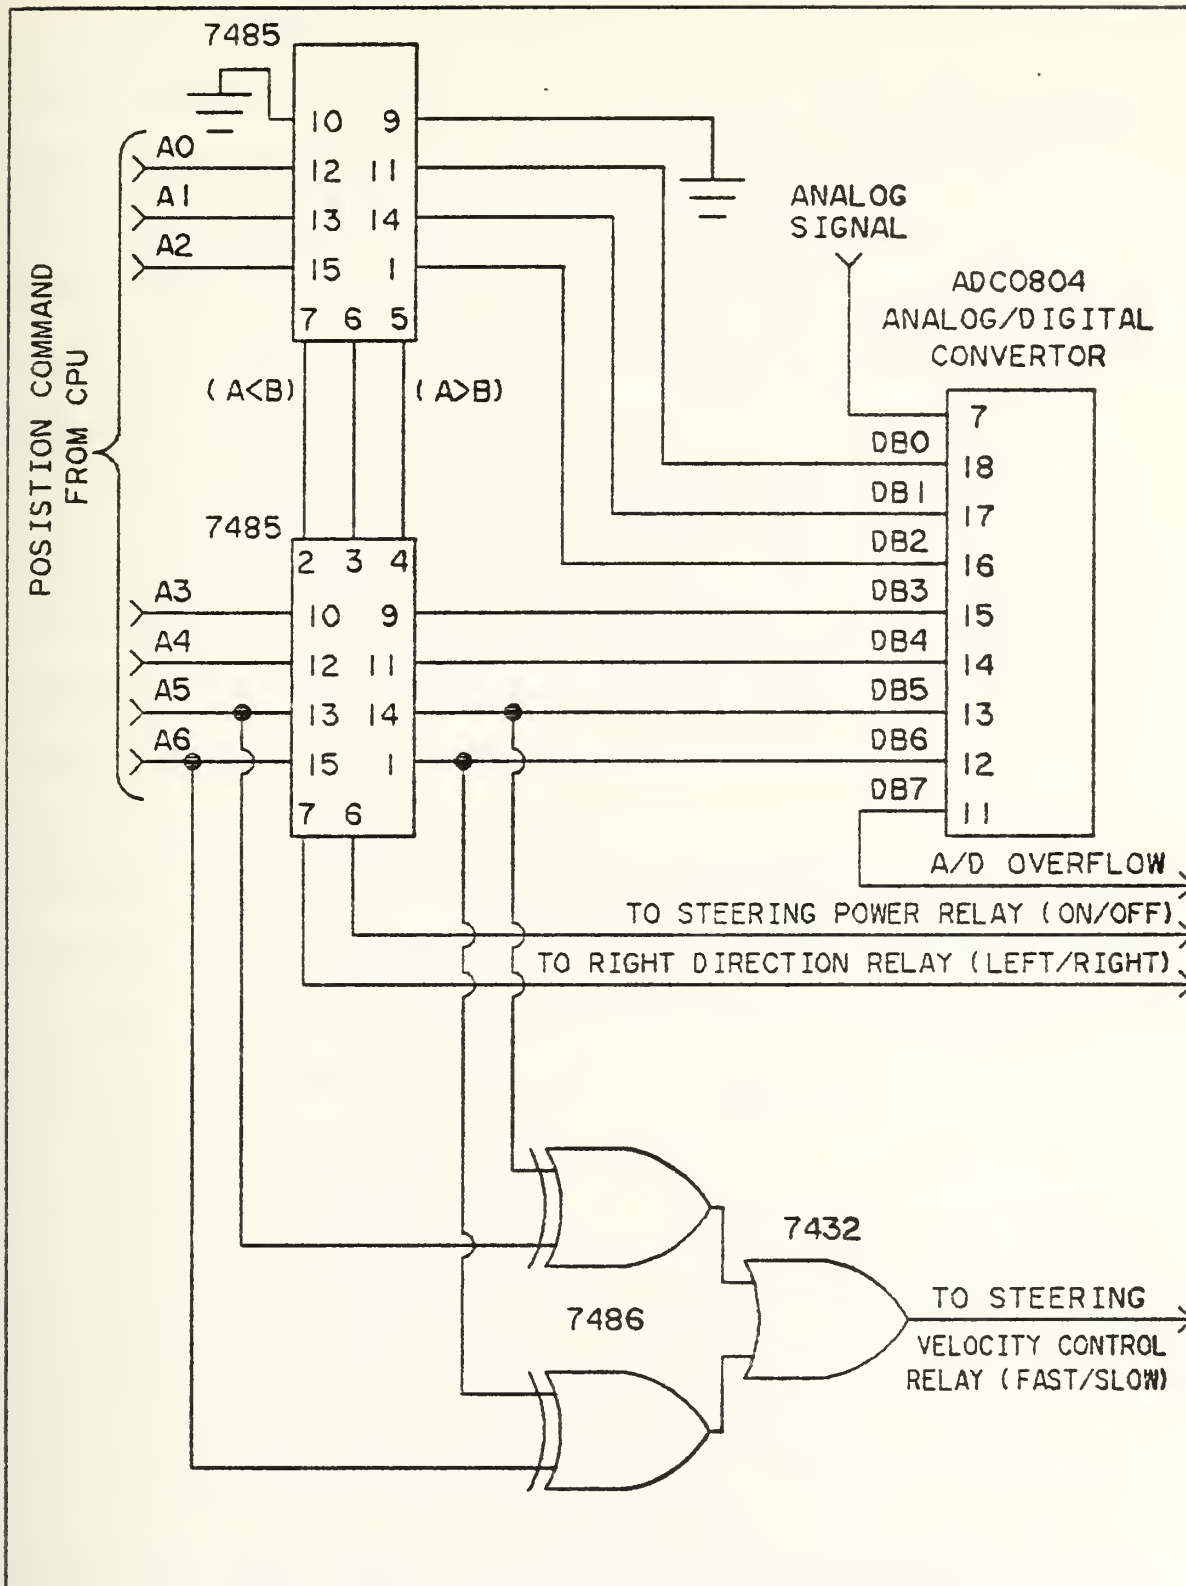 7485
10 9
A0
12 11
A1
13 14
A2
15 1
7 6 5
(A<B) (A>B)
POSISTION COMMAND
FROM CPU
ANALOG
SIGNAL
ADC0804
ANALOG/DIGITAL
CONVERTOR
7
DB0
18
DB1
17
DB2
16
DB3
15
DB4
14
DB5
13
DB6
12
DB7
11
7485
2 3 4
A3
10 9
A4
12 11
A5
13 14
A6
15 1
7 6
A/D OVERFLOW
TO STEERING POWER RELAY (ON/OFF)
TO RIGHT DIRECTION RELAY (LEFT/RIGHT)
7432
7486
TO STEERING
VELOCITY CONTROL
RELAY (FAST/SLOW)